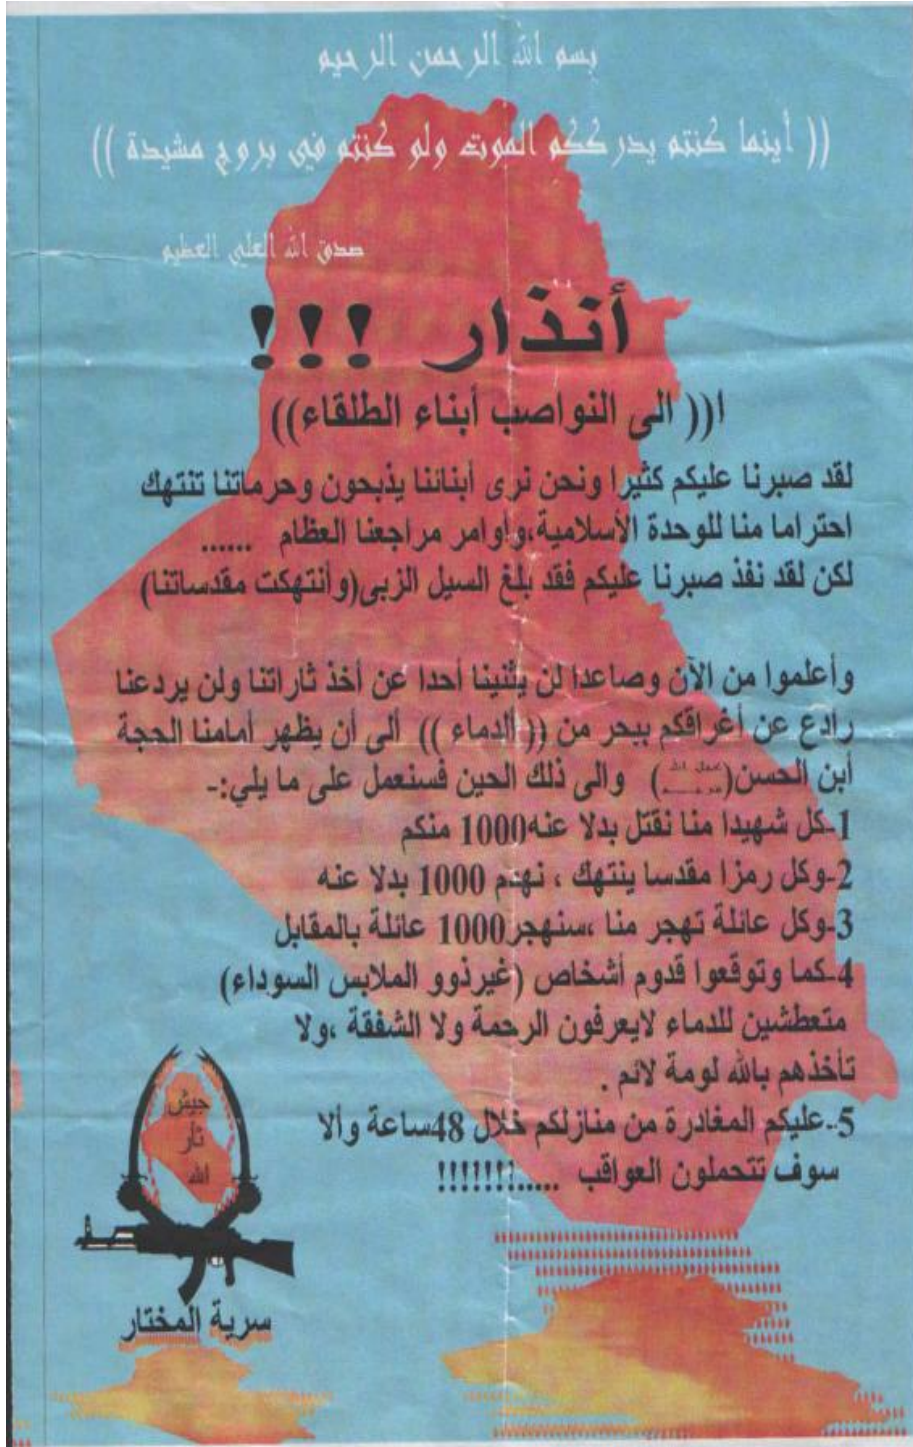 بسم الله الرحمن الرحيم
(( أينما كنتم يدرككم الموت ولو كنتم في بروج مشيدة ))
صدق الله العلي العظيم
أنذار !!!
ا(( الى النواصب أبناء الطلقاء))
لقد صبرنا عليكم كثيرا ونحن نرى أبنائنا يذبحون وحرماتنا تنتهك
احتراما منا للوحدة الأسلامية،واوامر مراجعنا العظام ......
لكن لقد نفذ صبرنا عليكم فقد بلغ السيل الزبى(وأنتهكت مقدساتنا)
وأعلموا من الآن وصاعدا لن يثنينا أحدا عن أخذ ثاراتنا ولن يردعنا
رادع عن أغراقكم ببحر من (( ألدماء )) ألى أن يظهر أمامنا الحجة
أبن الحسن( ) والى ذلك الحين فسنعمل على ما يلي:-
1-كل شهيدا منا نقتل بدلا عنه1000 منكم
2-وكل رمزا مقدسا ينتهك ، نهدم 1000 بدلا عنه
3-وكل عائلة تهجر منا ،سنهجر1000 عائلة بالمقابل
4-كما وتوقعوا قدوم أشخاص (غيرذوو الملابس السوداء)
متعطشين للدماء لايعرفون الرحمة ولا الشفقة ،ولا
تأخذهم بالله لومة لائم .
5-عليكم المغادرة من منازلكم خلال 48ساعة وألا
سوف تتحملون العواقب .....!!!!!!!
جيش
ثأر
الله
سرية المختار